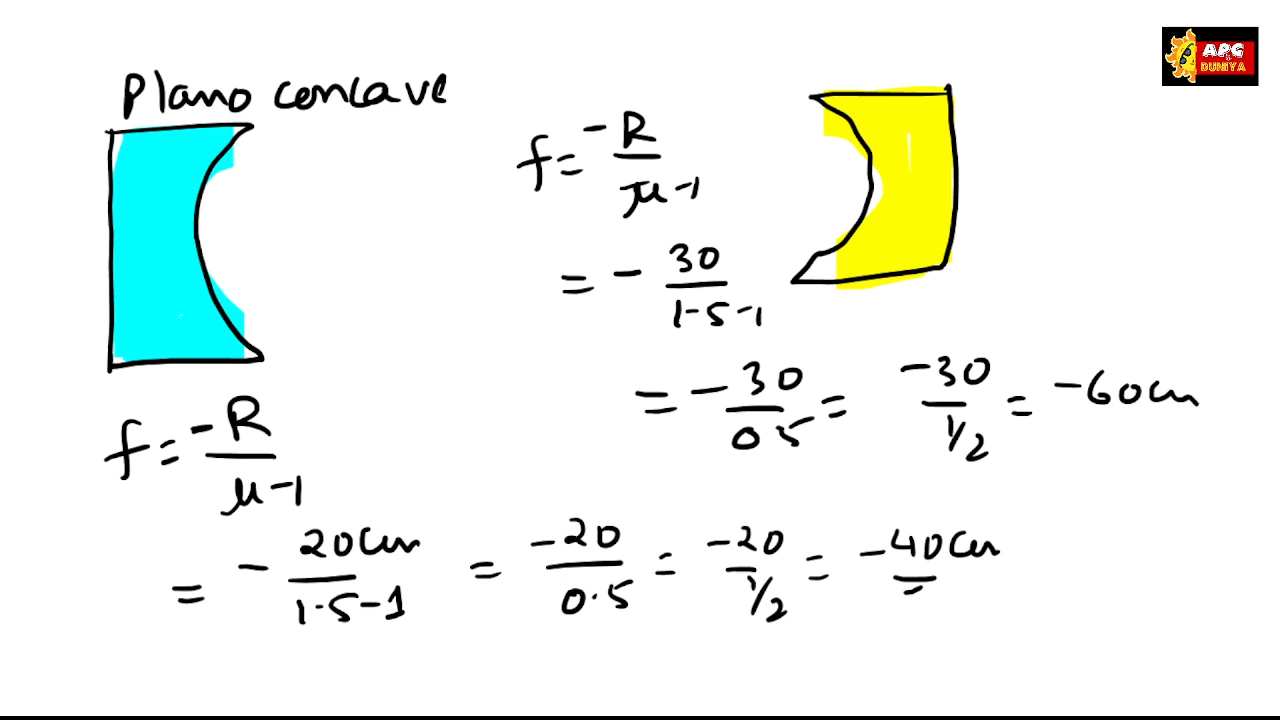 APC
DUNIYA
Plano concave
f = -R / μ-1
= - 30 / 1.5-1
= - 30 / 0.5 = -30 / 1/2 = -60cm
f = -R / μ-1
= - 20cm / 1.5-1 = -20 / 0.5 = -20 / 1/2 = -40cm